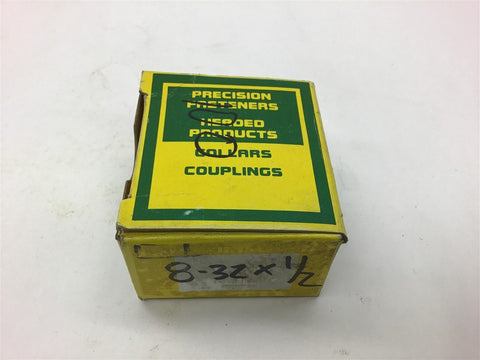 PRECISION
FASTENERS
HEADED
PRODUCTS
COLLARS
COUPLINGS
8-32 x 1/2